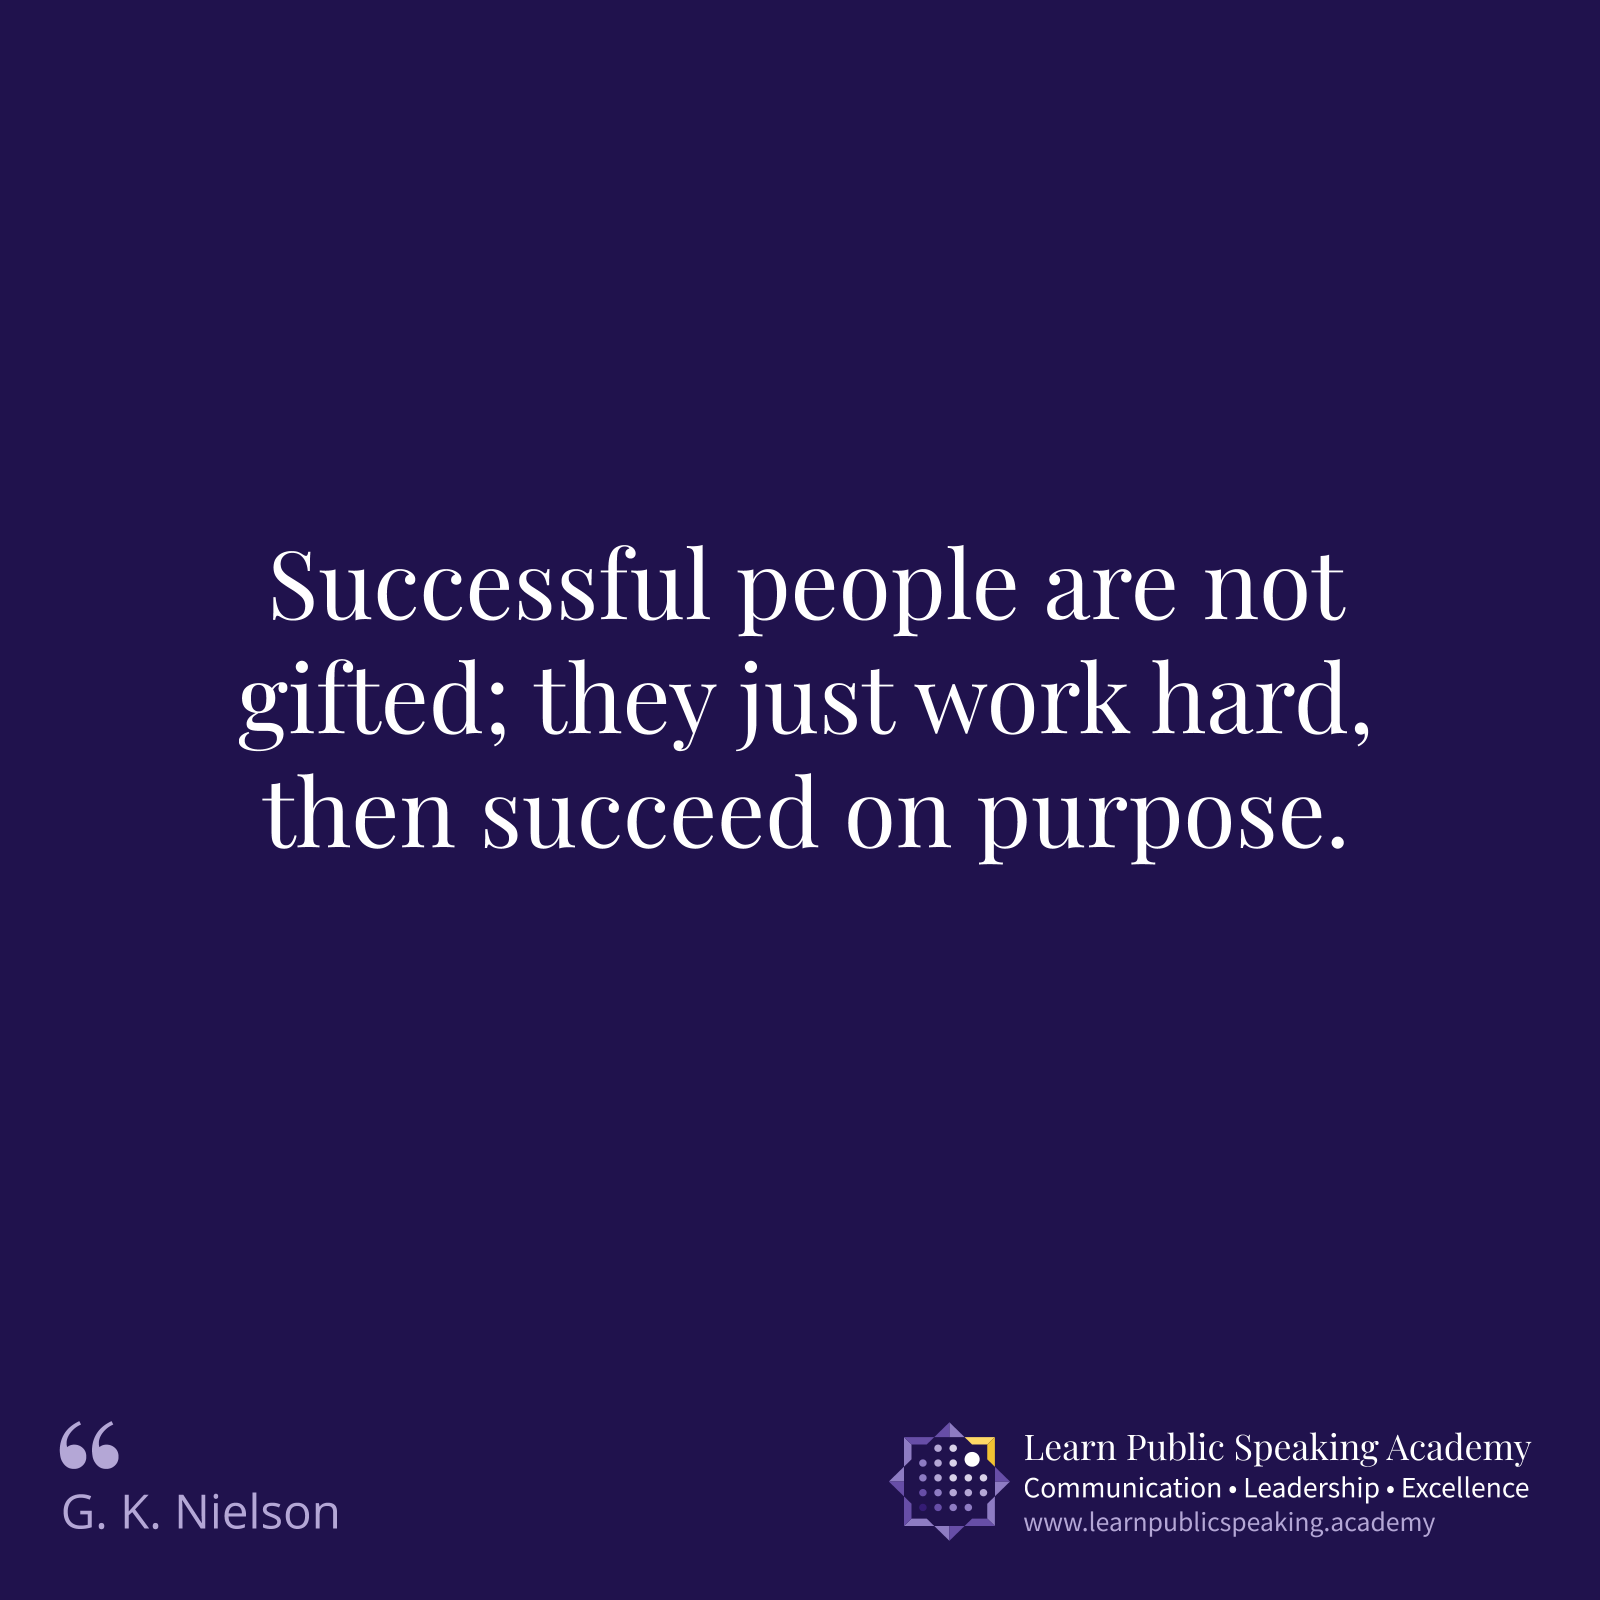 Successful people are not
gifted; they just work hard,
then succeed on purpose.
“
G. K. Nielson
Learn Public Speaking Academy
Communication • Leadership • Excellence
www.learnpublicspeaking.academy